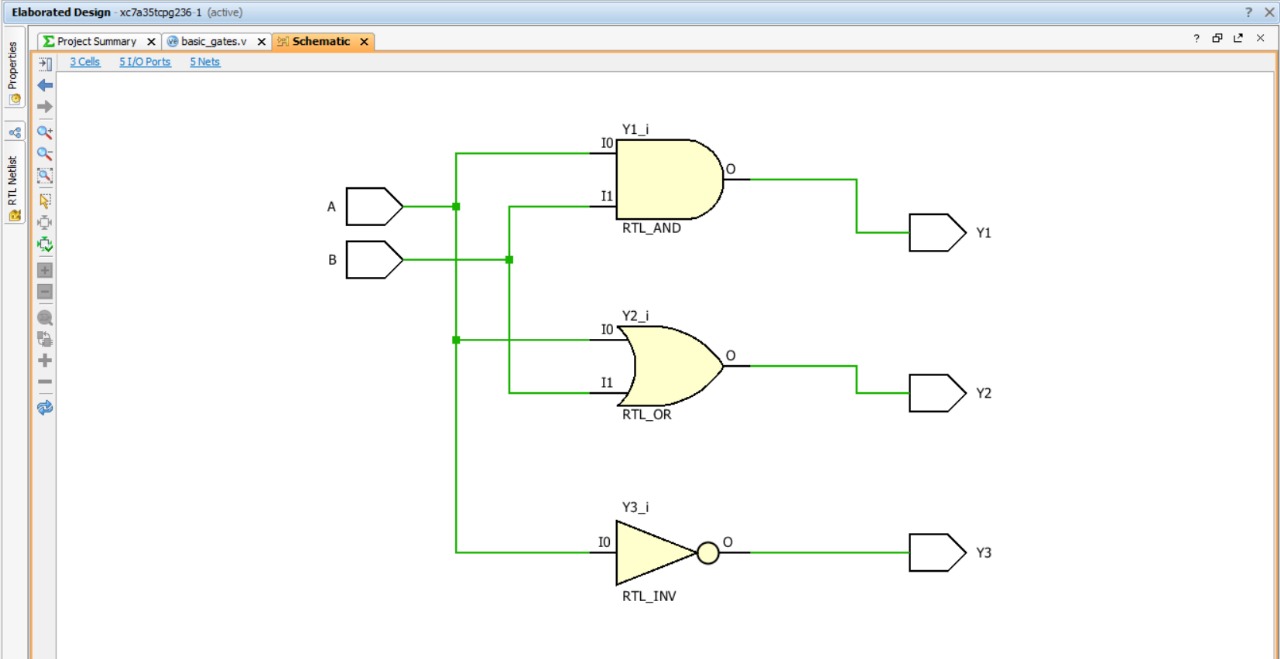 Elaborated Design - xc7a35tcpg236-1 (active)
? ×
Project Summary × basic_gates.v × Schematic ×
?
3 Cells 5 I/O Ports 5 Nets
Properties
RTL Netlist
Y1_i
I0
O
I1
RTL_AND
A
B
Y1
Y2_i
I0
O
I1
RTL_OR
Y2
Y3_i
I0
O
RTL_INV
Y3